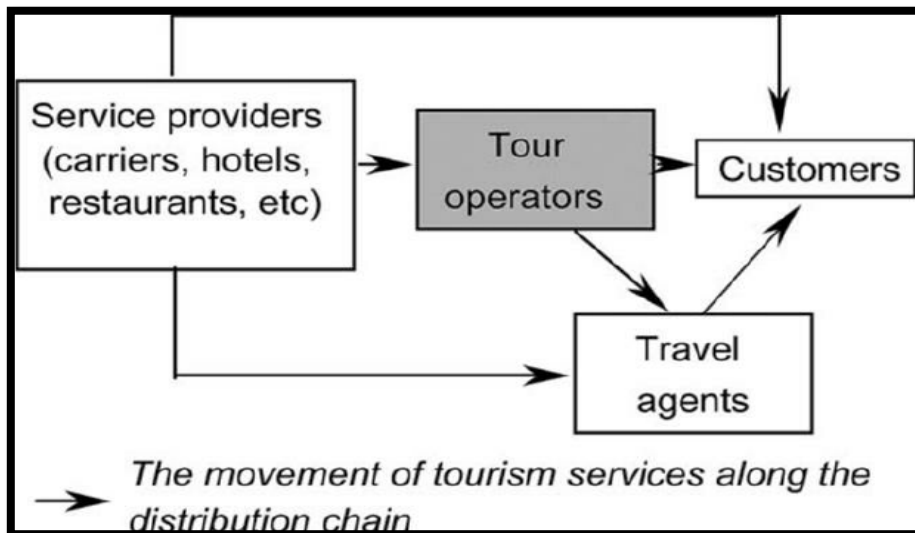 Service providers
(carriers, hotels,
restaurants, etc)
Tour
operators
Customers
Travel
agents
The movement of tourism services along the
distribution chain